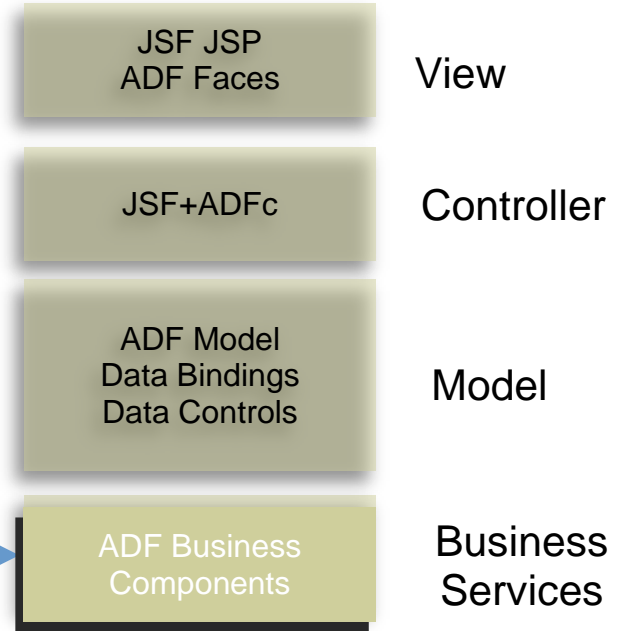 JSF JSP
ADF Faces
View
JSF+ADFc
Controller
ADF Model
Data Bindings
Data Controls
Model
ADF Business
Components
Business
Services